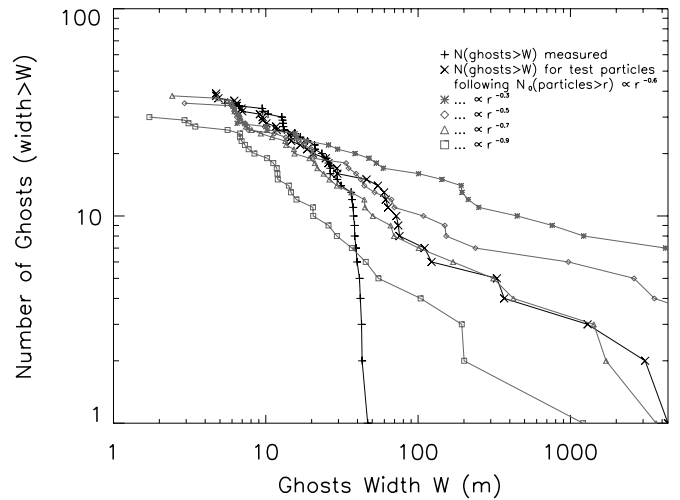 100
10
1
1
10
100
1000
Number of Ghosts (width>W)
Ghosts Width W (m)
N(ghosts>W) measured
N(ghosts>W) for test particles
following N₀(particles>r) ∝ r⁻⁰·⁶
... ∝ r⁻⁰·³
... ∝ r⁻⁰·⁵
... ∝ r⁻⁰·⁷
... ∝ r⁻⁰·⁹